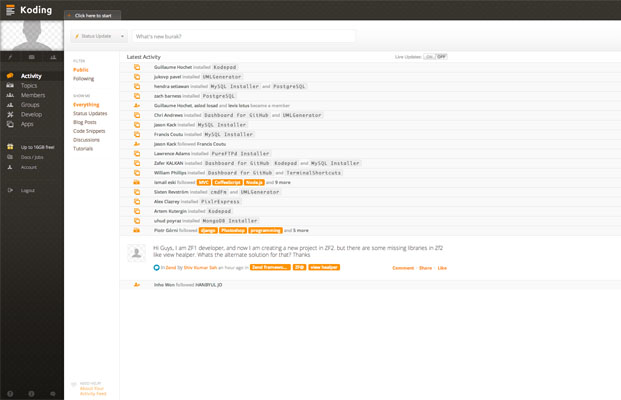 Koding
Click here to start
Status Update
What's new burak?
Activity
Topics
Members
Groups
Develop
Apps
Up to 16GB free!
Docs / Jobs
Account
Logout
FILTER
Public
Following
SHOW ME
Everything
Status Updates
Blog Posts
Code Snippets
Discussions
Tutorials
NEED HELP?
About Your
Activity Feed
Latest Activity
Live Updates: On OFF
Guillaume Hochet installed Kodepad
julesvp pavel installed UMLGenerator
hendra setiawan installed MySQL Installer and PostgreSQL
zach barness installed PostgreSQL
Guillaume Hochet, asled losad and levis lotus became a member
Chri Andrews installed Dashboard for GitHub and UMLGenerator
Jason Kack installed MySQL Installer
Francis Coutu installed MySQL Installer
Jason Kack followed Francis Coutu
Lawrence Adams installed PureFTPd Installer
Zafer KALKAN installed Dashboard for GitHub Kodepad and MySQL Installer
William Phillips installed Dashboard for GitHub and TerminalShortcuts
ismail eski followed MVC CoffeeScript Node.js and 9 more
Sixten Revström installed cmdFm and UMLGenerator
Alex Clazrey installed PixlrExpress
Artem Kotergin installed Kodepad
uhud poyraz installed MongoDB Installer
Piotr Górni followed django Photoshop programming and 5 more
Hi Guys, I am ZF1 developer, and now I am creating a new project in ZF2. but there are some missing libraries in Zf2
like view healper. Whats the alternate solution for that? Thanks
in Zend by Shiv Kumar Sah an hour ago in Zend framewo... ZF2 view healper
Comment · Share · Like
Inho Won followed HANBYUL JO